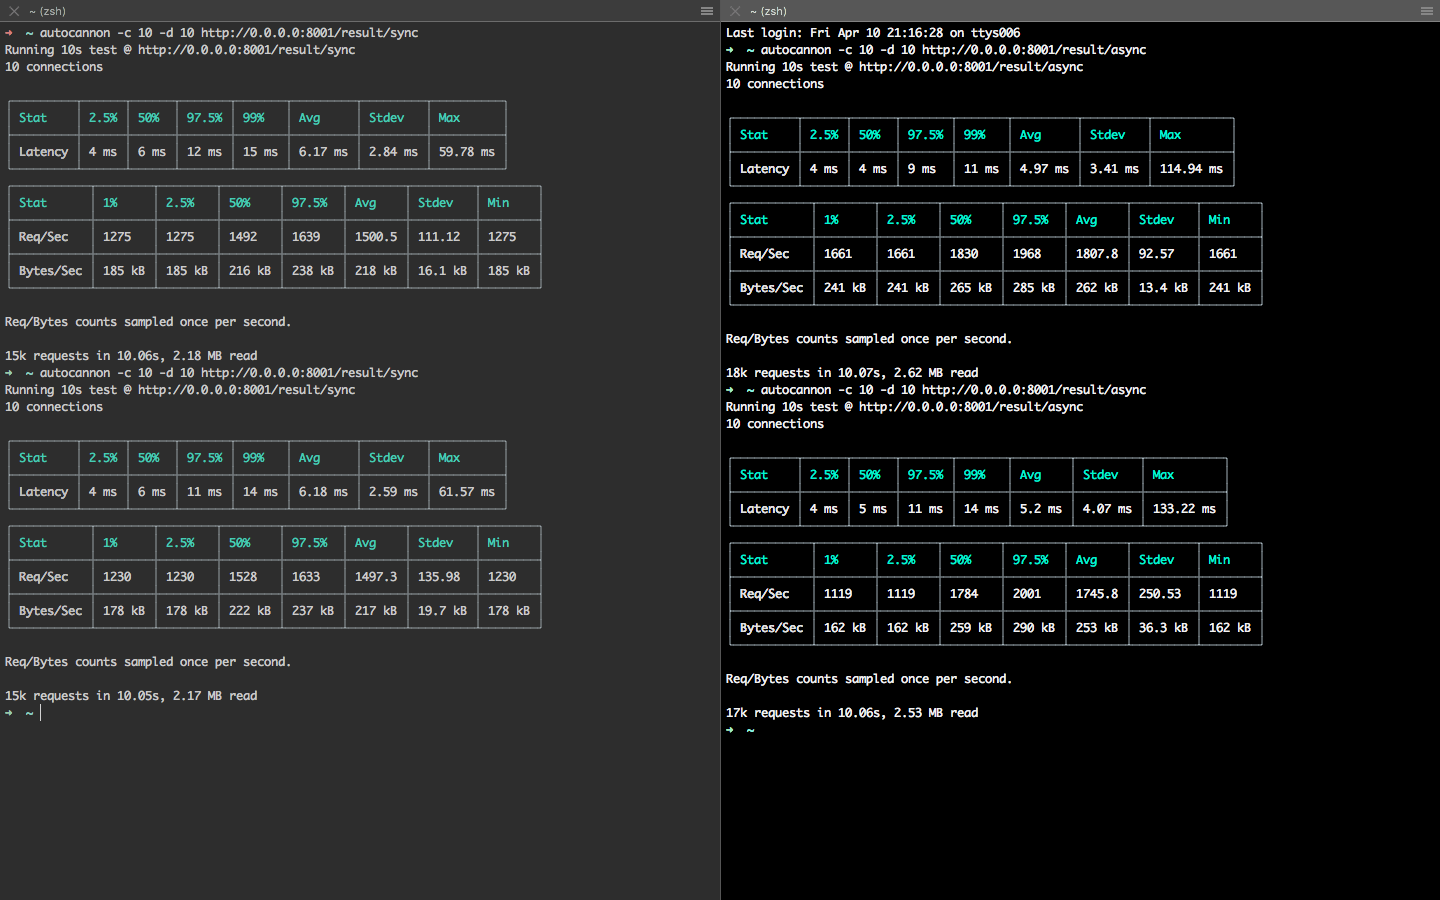 ~ (zsh)
➜ ~ autocannon -c 10 -d 10 http://0.0.0.0:8001/result/sync
Running 10s test @ http://0.0.0.0:8001/result/sync
10 connections
Stat 2.5% 50% 97.5% 99% Avg Stdev Max
Latency 4 ms 6 ms 12 ms 15 ms 6.17 ms 2.84 ms 59.78 ms
Stat 1% 2.5% 50% 97.5% Avg Stdev Min
Req/Sec 1275 1275 1492 1639 1500.5 111.12 1275
Bytes/Sec 185 kB 185 kB 216 kB 238 kB 218 kB 16.1 kB 185 kB
Req/Bytes counts sampled once per second.
15k requests in 10.06s, 2.18 MB read
➜ ~ autocannon -c 10 -d 10 http://0.0.0.0:8001/result/sync
Running 10s test @ http://0.0.0.0:8001/result/sync
10 connections
Stat 2.5% 50% 97.5% 99% Avg Stdev Max
Latency 4 ms 6 ms 11 ms 14 ms 6.18 ms 2.59 ms 61.57 ms
Stat 1% 2.5% 50% 97.5% Avg Stdev Min
Req/Sec 1230 1230 1528 1633 1497.3 135.98 1230
Bytes/Sec 178 kB 178 kB 222 kB 237 kB 217 kB 19.7 kB 178 kB
Req/Bytes counts sampled once per second.
15k requests in 10.05s, 2.17 MB read
➜ ~
~ (zsh)
Last login: Fri Apr 10 21:16:28 on ttys006
➜ ~ autocannon -c 10 -d 10 http://0.0.0.0:8001/result/async
Running 10s test @ http://0.0.0.0:8001/result/async
10 connections
Stat 2.5% 50% 97.5% 99% Avg Stdev Max
Latency 4 ms 4 ms 9 ms 11 ms 4.97 ms 3.41 ms 114.94 ms
Stat 1% 2.5% 50% 97.5% Avg Stdev Min
Req/Sec 1661 1661 1830 1968 1807.8 92.57 1661
Bytes/Sec 241 kB 241 kB 265 kB 285 kB 262 kB 13.4 kB 241 kB
Req/Bytes counts sampled once per second.
18k requests in 10.07s, 2.62 MB read
➜ ~ autocannon -c 10 -d 10 http://0.0.0.0:8001/result/async
Running 10s test @ http://0.0.0.0:8001/result/async
10 connections
Stat 2.5% 50% 97.5% 99% Avg Stdev Max
Latency 4 ms 5 ms 11 ms 14 ms 5.2 ms 4.07 ms 133.22 ms
Stat 1% 2.5% 50% 97.5% Avg Stdev Min
Req/Sec 1119 1119 1784 2001 1745.8 250.53 1119
Bytes/Sec 162 kB 162 kB 259 kB 290 kB 253 kB 36.3 kB 162 kB
Req/Bytes counts sampled once per second.
17k requests in 10.06s, 2.53 MB read
➜ ~